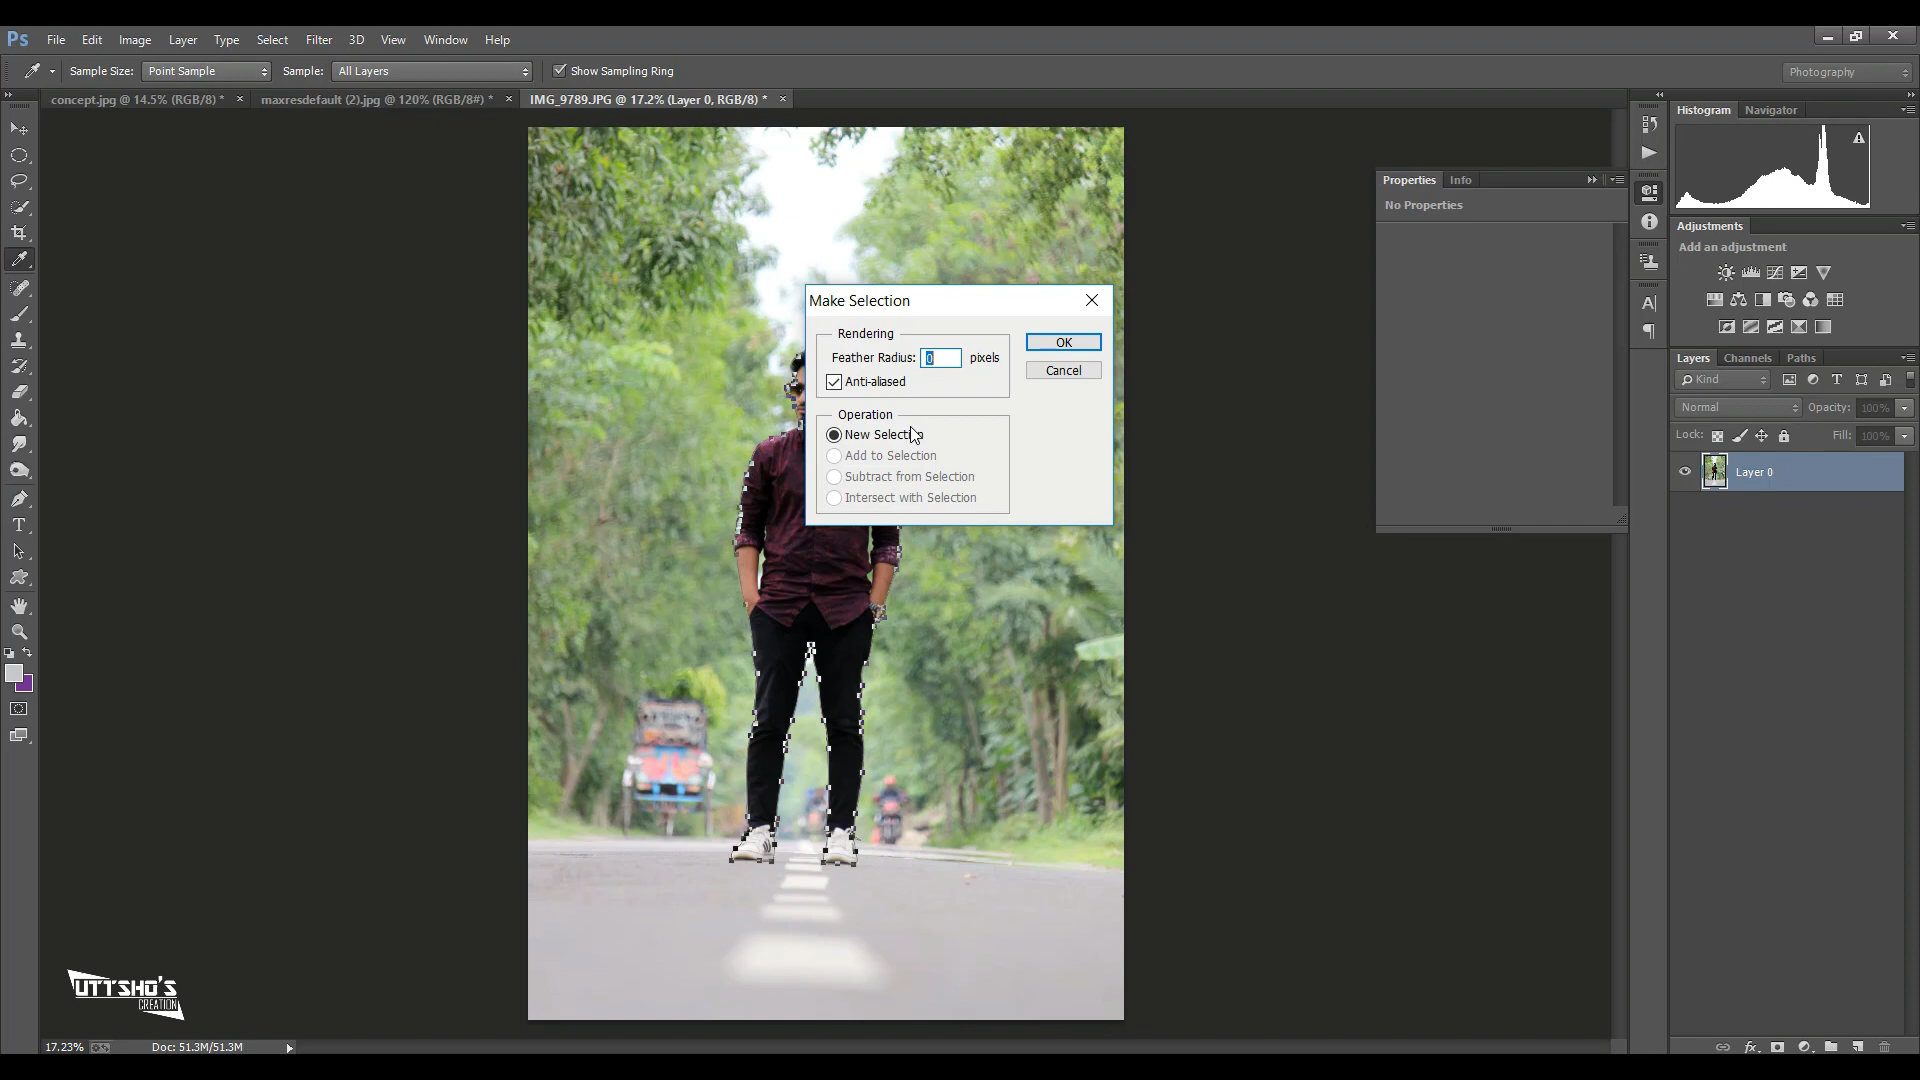 Ps File Edit Image Layer Type Select Filter 3D View Window Help
Sample Size: Point Sample Sample: All Layers Show Sampling Ring Photography
concept.jpg @ 14.5% (RGB/8) * maxresdefault (2).jpg @ 120% (RGB/8#) * IMG_9789.JPG @ 17.2% (Layer 0, RGB/8) *
Histogram Navigator
Properties Info
No Properties
Adjustments
Add an adjustment
Make Selection
Rendering
Feather Radius: 0 pixels
Anti-aliased
OK
Cancel
Operation
New Selection
Add to Selection
Subtract from Selection
Intersect with Selection
Layers Channels Paths
Kind
Normal Opacity: 100%
Lock: Fill: 100%
Layer 0
UTTSHO'S
CREATION
17.23% Doc: 51.3M/51.3M